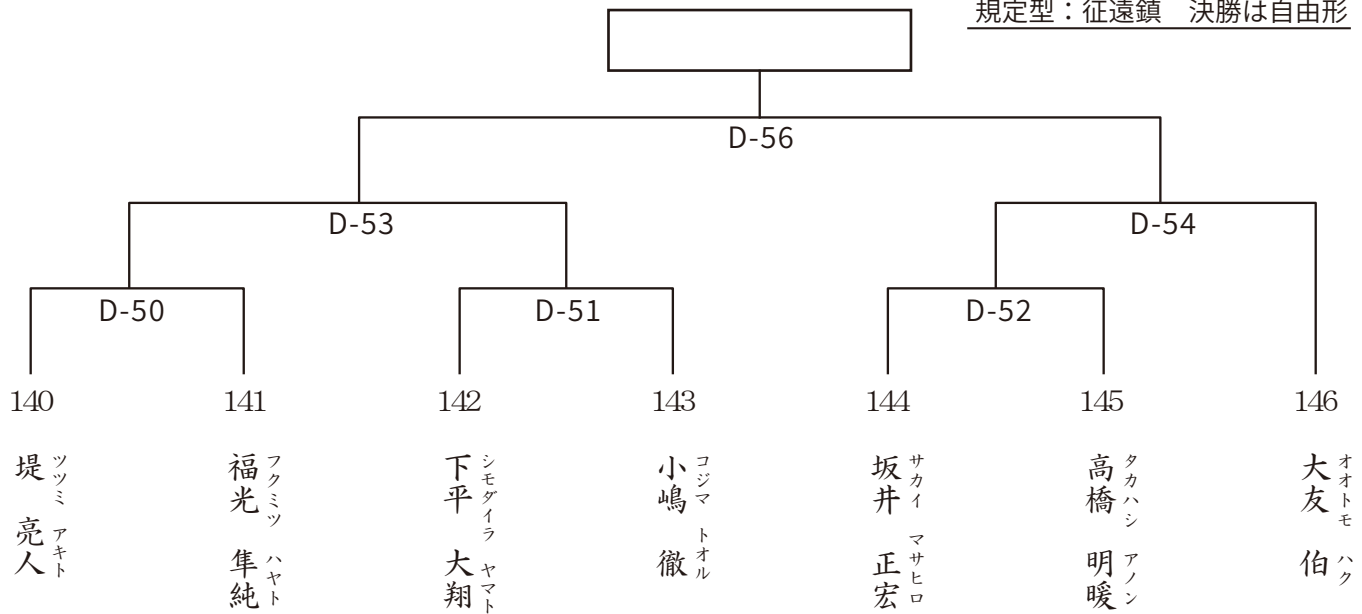 規定型：征遠鎮　決勝は自由形
D-56
D-53
D-54
D-50
D-51
D-52
140
141
142
143
144
145
146
堤　亮人
ツツミ　アキト
福光　隼純
フクミツ　ハヤト
下平　大翔
シモダイラ　ヤマト
小嶋　徹
コジマ　トオル
坂井　正宏
サカイ　マサヒロ
高橋　明暖
タカハシ　アノン
大友　伯
オオトモ　ハク